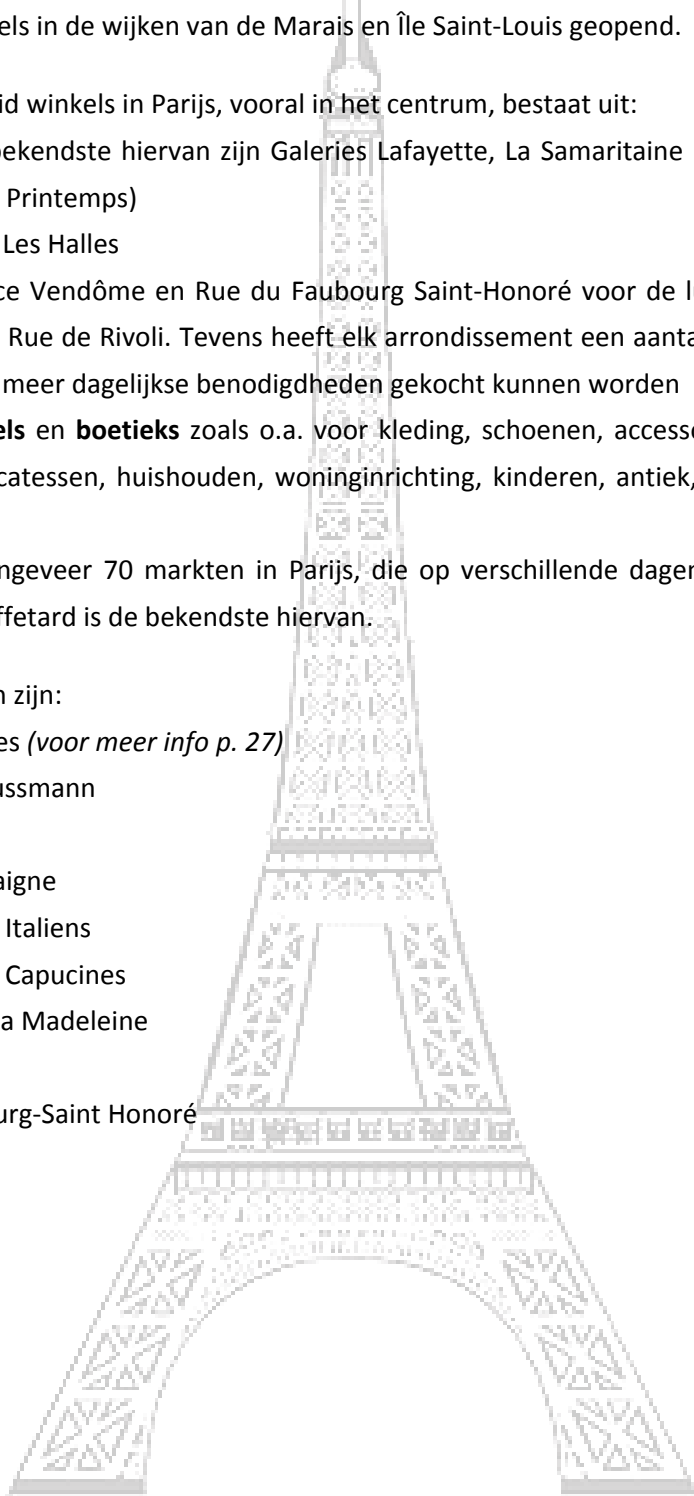 els in de wijken van de Marais en Île Saint-Louis geopend.
id winkels in Parijs, vooral in het centrum, bestaat uit:
bekendste hiervan zijn Galeries Lafayette, La Samaritaine
Printemps)
Les Halles
ce Vendôme en Rue du Faubourg Saint-Honoré voor de l
Rue de Rivoli. Tevens heeft elk arrondissement een aanta
meer dagelijkse benodigdheden gekocht kunnen worden
els en boetieks zoals o.a. voor kleding, schoenen, access
catessen, huishouden, woninginrichting, kinderen, antiek,
ngeveer 70 markten in Parijs, die op verschillende dagen
ffetard is de bekendste hiervan.
n zijn:
es (voor meer info p. 27)
ussmann
aigne
Italiens
Capucines
a Madeleine
urg-Saint Honoré